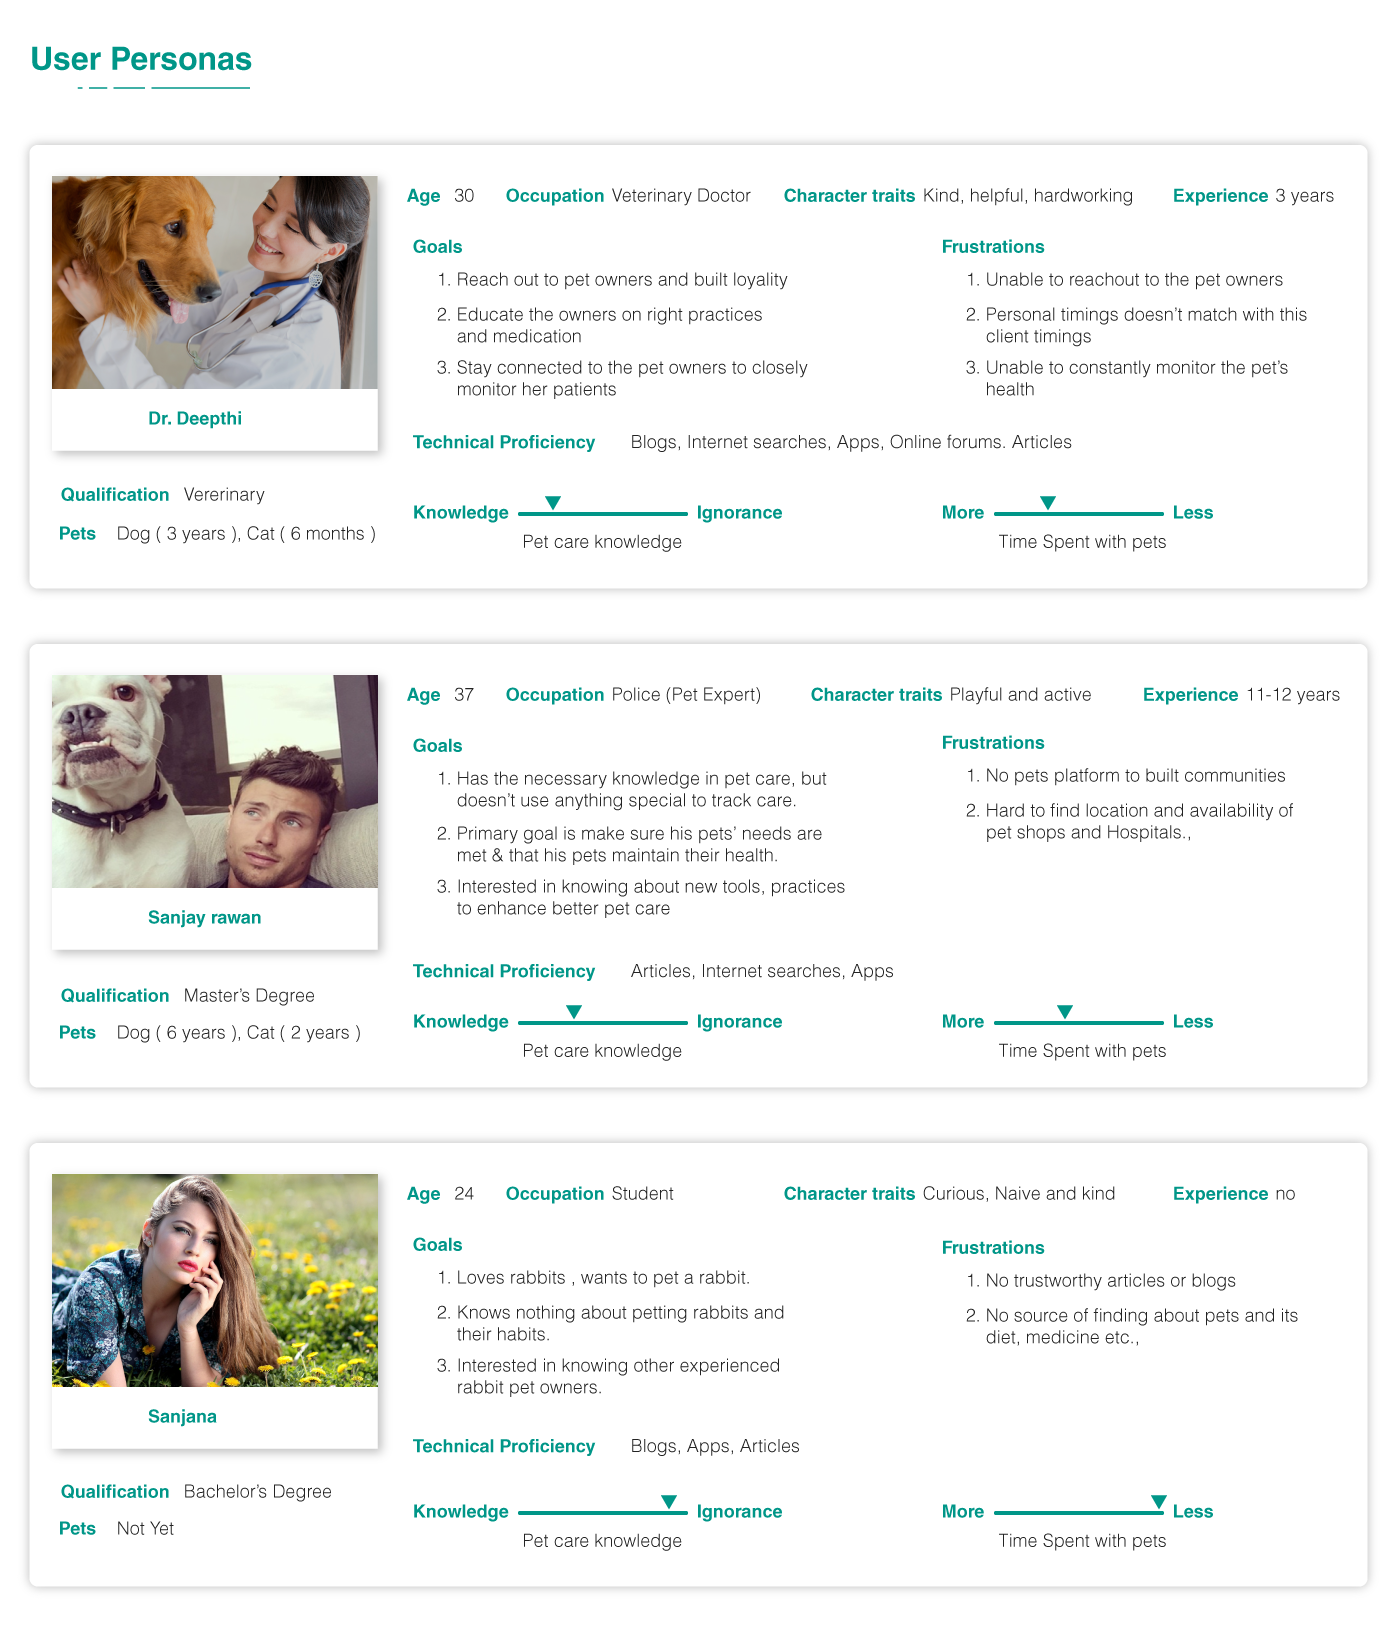 User Personas
Age 30 Occupation Veterinary Doctor Character traits Kind, helpful, hardworking Experience 3 years
Goals
1. Reach out to pet owners and built loyality
2. Educate the owners on right practices
and medication
3. Stay connected to the pet owners to closely
monitor her patients
Frustrations
1. Unable to reachout to the pet owners
2. Personal timings doesn't match with this
client timings
3. Unable to constantly monitor the pet's
health
Dr. Deepthi
Technical Proficiency Blogs, Internet searches, Apps, Online forums. Articles
Qualification Vererinary
Pets Dog ( 3 years ), Cat ( 6 months )
Knowledge Ignorance
Pet care knowledge
More Less
Time Spent with pets
Age 37 Occupation Police (Pet Expert) Character traits Playful and active Experience 11-12 years
Goals
1. Has the necessary knowledge in pet care, but
doesn't use anything special to track care.
2. Primary goal is make sure his pets' needs are
met & that his pets maintain their health.
3. Interested in knowing about new tools, practices
to enhance better pet care
Frustrations
1. No pets platform to built communities
2. Hard to find location and availability of
pet shops and Hospitals.,
Sanjay rawan
Technical Proficiency Articles, Internet searches, Apps
Qualification Master's Degree
Pets Dog ( 6 years ), Cat ( 2 years )
Knowledge Ignorance
Pet care knowledge
More Less
Time Spent with pets
Age 24 Occupation Student Character traits Curious, Naive and kind Experience no
Goals
1. Loves rabbits , wants to pet a rabbit.
2. Knows nothing about petting rabbits and
their habits.
3. Interested in knowing other experienced
rabbit pet owners.
Frustrations
1. No trustworthy articles or blogs
2. No source of finding about pets and its
diet, medicine etc.,
Sanjana
Technical Proficiency Blogs, Apps, Articles
Qualification Bachelor's Degree
Pets Not Yet
Knowledge Ignorance
Pet care knowledge
More Less
Time Spent with pets